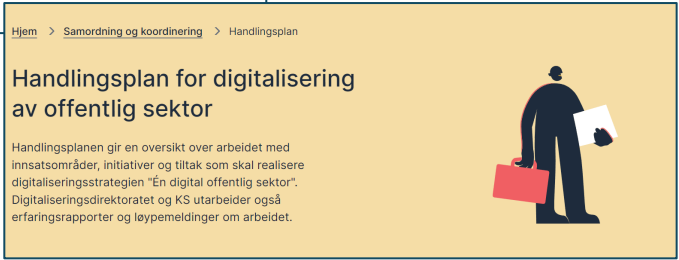 Hjem > Samordning og koordinering > Handlingsplan
Handlingsplan for digitalisering
av offentlig sektor
Handlingsplanen gir en oversikt over arbeidet med
innsatsområder, initiativer og tiltak som skal realisere
digitaliseringsstrategien "Én digital offentlig sektor".
Digitaliseringsdirektoratet og KS utarbeider også
erfaringsrapporter og løypemeldinger om arbeidet.